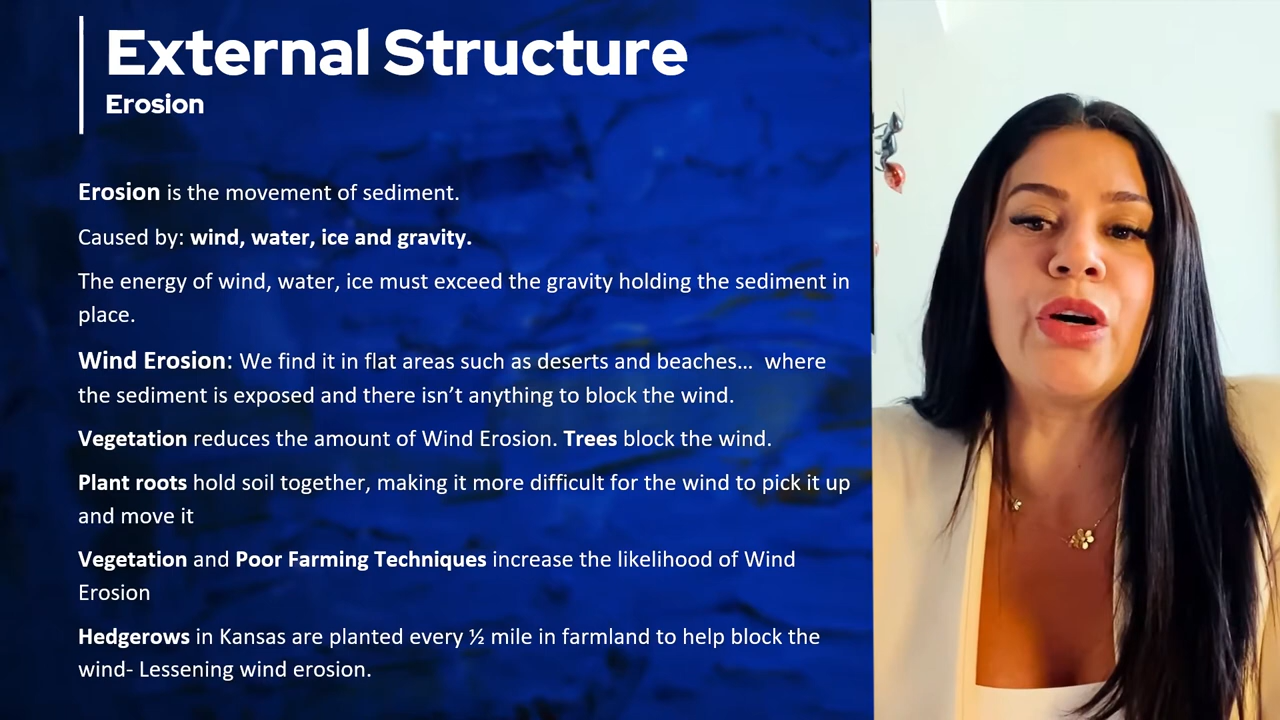 External Structure
Erosion
Erosion is the movement of sediment.
Caused by: wind, water, ice and gravity.
The energy of wind, water, ice must exceed the gravity holding the sediment in
place.
Wind Erosion: We find it in flat areas such as deserts and beaches… where
the sediment is exposed and there isn’t anything to block the wind.
Vegetation reduces the amount of Wind Erosion. Trees block the wind.
Plant roots hold soil together, making it more difficult for the wind to pick it up
and move it
Vegetation and Poor Farming Techniques increase the likelihood of Wind
Erosion
Hedgerows in Kansas are planted every ½ mile in farmland to help block the
wind- Lessening wind erosion.